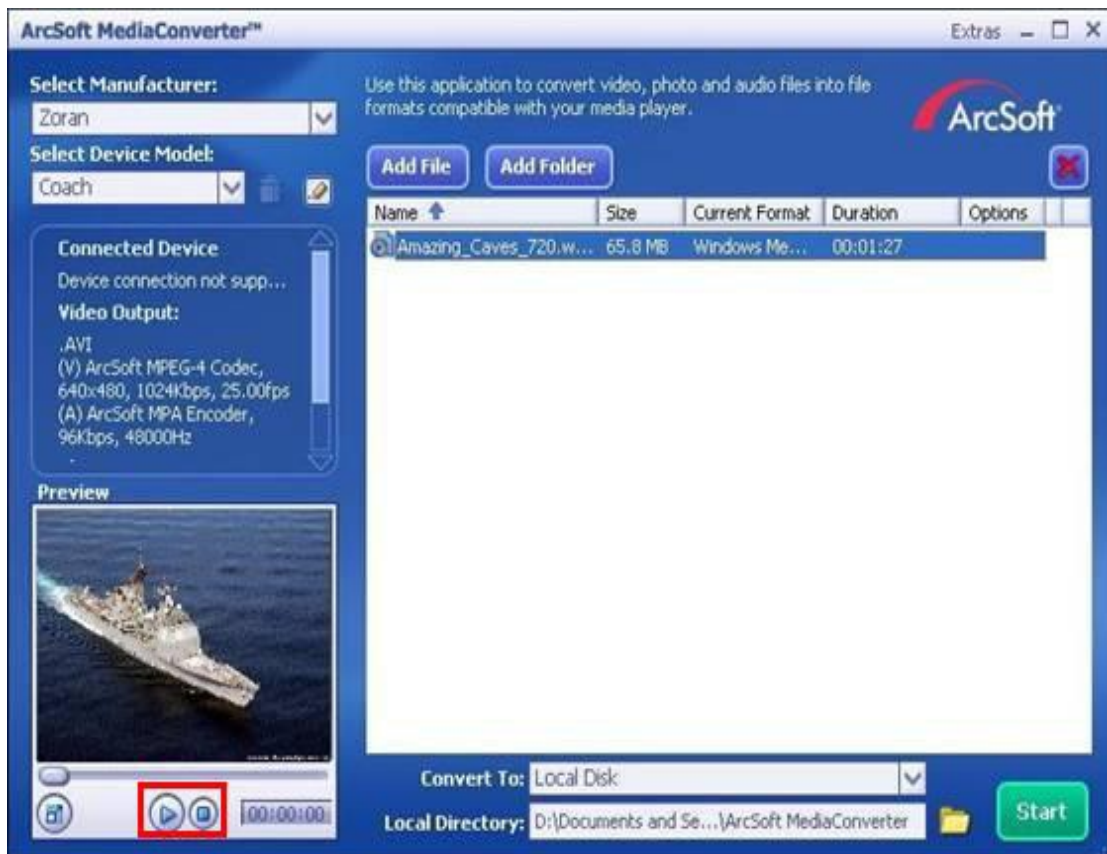 ArcSoft MediaConverter™
Extras
Select Manufacturer:
Zoran
Select Device Model:
Coach
Connected Device
Device connection not supp...
Video Output:
.AVI
(V) ArcSoft MPEG-4 Codec,
640x480, 1024Kbps, 25.00fps
(A) ArcSoft MPA Encoder,
96Kbps, 48000Hz
Preview
00:00:00
Use this application to convert video, photo and audio files into file
formats compatible with your media player.
ArcSoft
Add File Add Folder
Name Size Current Format Duration Options
Amazing_Caves_720.w... 65.8 MB Windows Me... 00:01:27
Convert To: Local Disk
Local Directory: D:\Documents and Se...\ArcSoft MediaConverter
Start